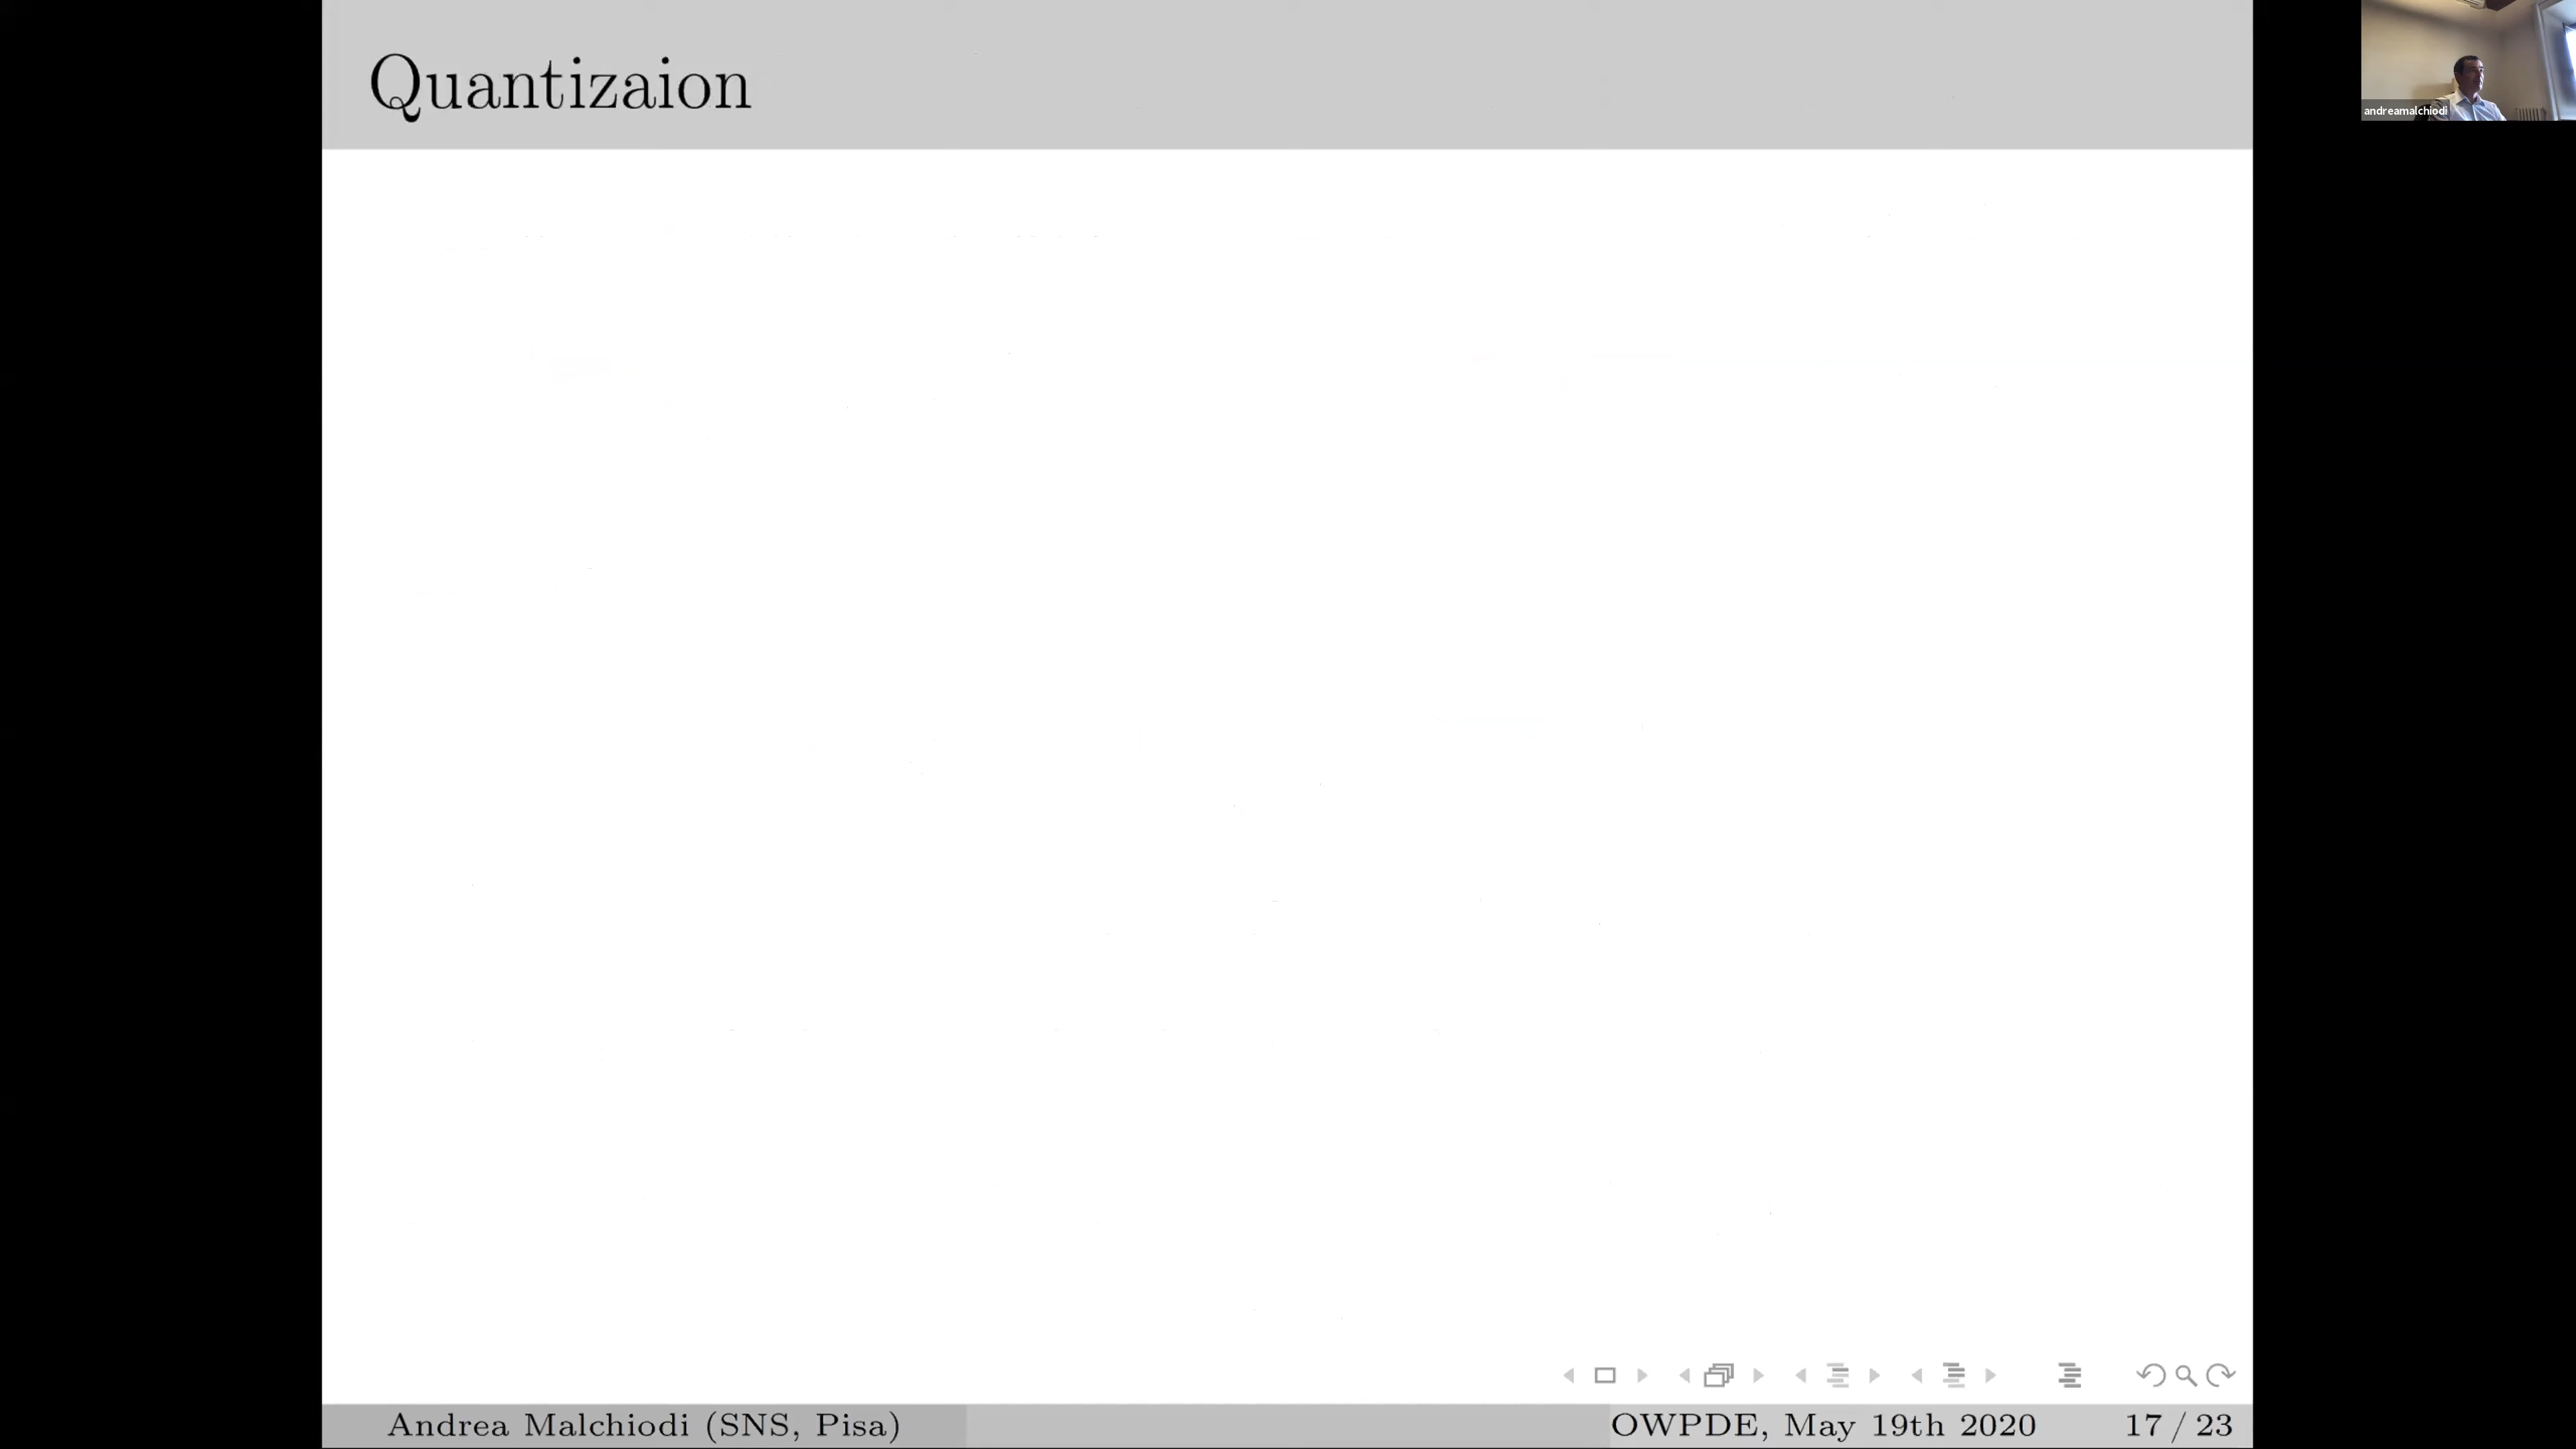 Quantizaion
andreamalchiodi
Andrea Malchiodi (SNS, Pisa)
OWPDE, May 19th 2020
17 / 23